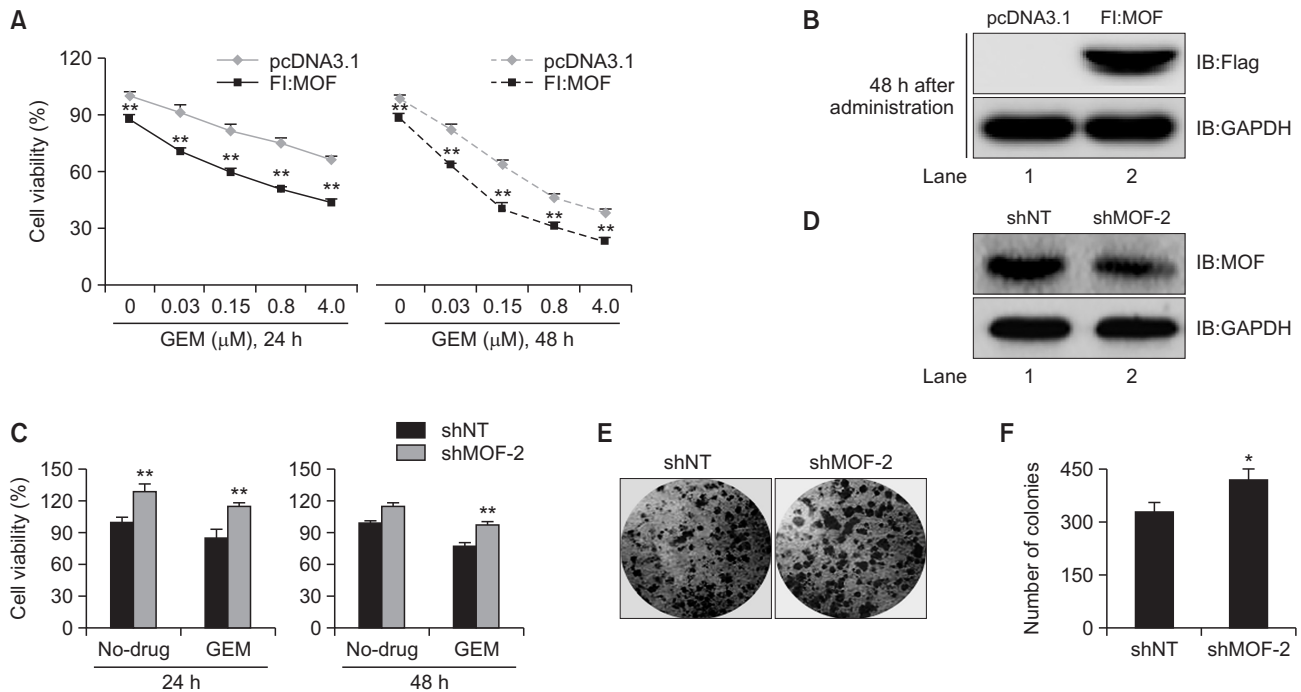 A
Cell viability (%)
120
90
60
30
0
pcDNA3.1
FI:MOF
** ** ** ** **
0 0.03 0.15 0.8 4.0
GEM (μM), 24 h
pcDNA3.1
FI:MOF
** ** ** ** **
0 0.03 0.15 0.8 4.0
GEM (μM), 48 h
B
pcDNA3.1 FI:MOF
48 h after
administration
IB:Flag
IB:GAPDH
Lane 1 2
D
shNT shMOF-2
IB:MOF
IB:GAPDH
Lane 1 2
C
shNT
shMOF-2
Cell viability (%)
150
120
90
60
30
0
** **
No-drug GEM
24 h
150
120
90
60
30
0
**
No-drug GEM
48 h
E
shNT shMOF-2
F
Number of colonies
450
300
150
0
*
shNT shMOF-2